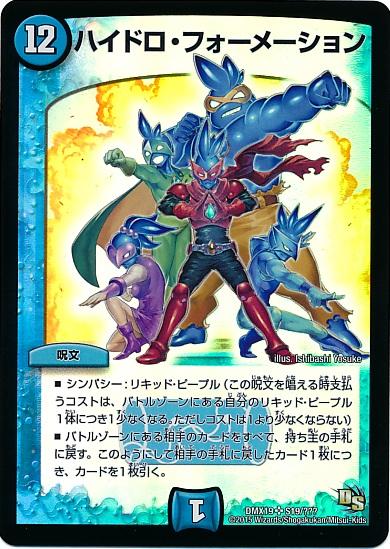 12 ハイドロ・フォーメーション
illus. Ishibashi Yosuke
呪文
■ シンパシー:リキッド・ピープル (この呪文を唱える時支払
うコストは、バトルゾーンにある自分のリキッド・ピープル
1体につき1少なくなる。ただしコストは1より少なくならない)
■ バトルゾーンにある相手のカードをすべて、持ち主の手札
に戻す。このようにして相手の手札に戻したカード1枚につ
き、カードを1枚引く。
1
DMX19 S19/???
©2015 Wizards/Shogakukan/Mitsui-Kids
DS